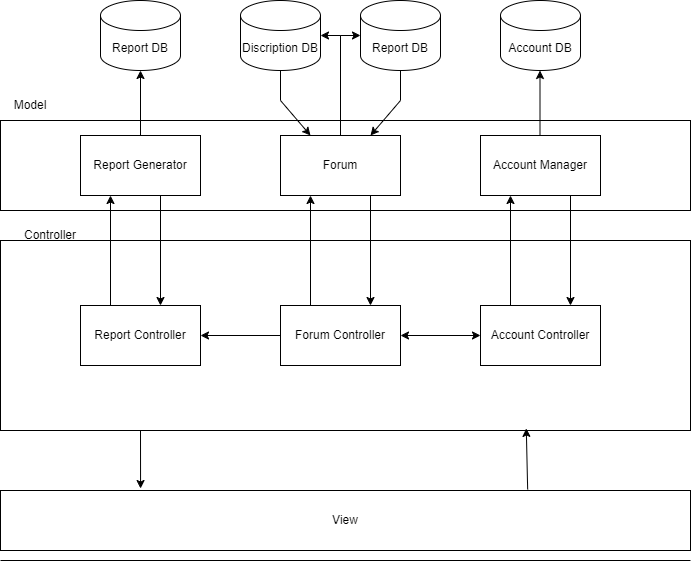 Report DB
Discription DB
Report DB
Account DB
Model
Report Generator
Forum
Account Manager
Controller
Report Controller
Forum Controller
Account Controller
View